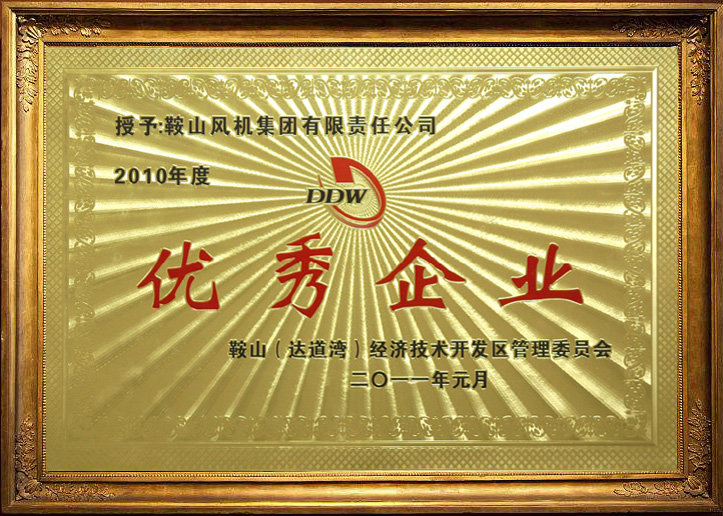 授予:鞍山风机集团有限责任公司
2010年度
DDW
优秀企业
鞍山（达道湾）经济技术开发区管理委员会
二〇一一年元月